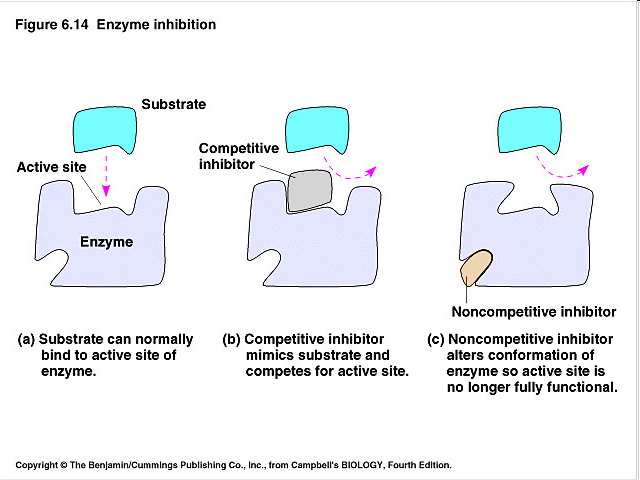 Figure 6.14 Enzyme inhibition
Substrate
Active site
Enzyme
Competitive
inhibitor
Noncompetitive inhibitor
(a) Substrate can normally
bind to active site of
enzyme.
(b) Competitive inhibitor
mimics substrate and
competes for active site.
(c) Noncompetitive inhibitor
alters conformation of
enzyme so active site is
no longer fully functional.
Copyright © The Benjamin/Cummings Publishing Co., Inc., from Campbell's BIOLOGY, Fourth Edition.